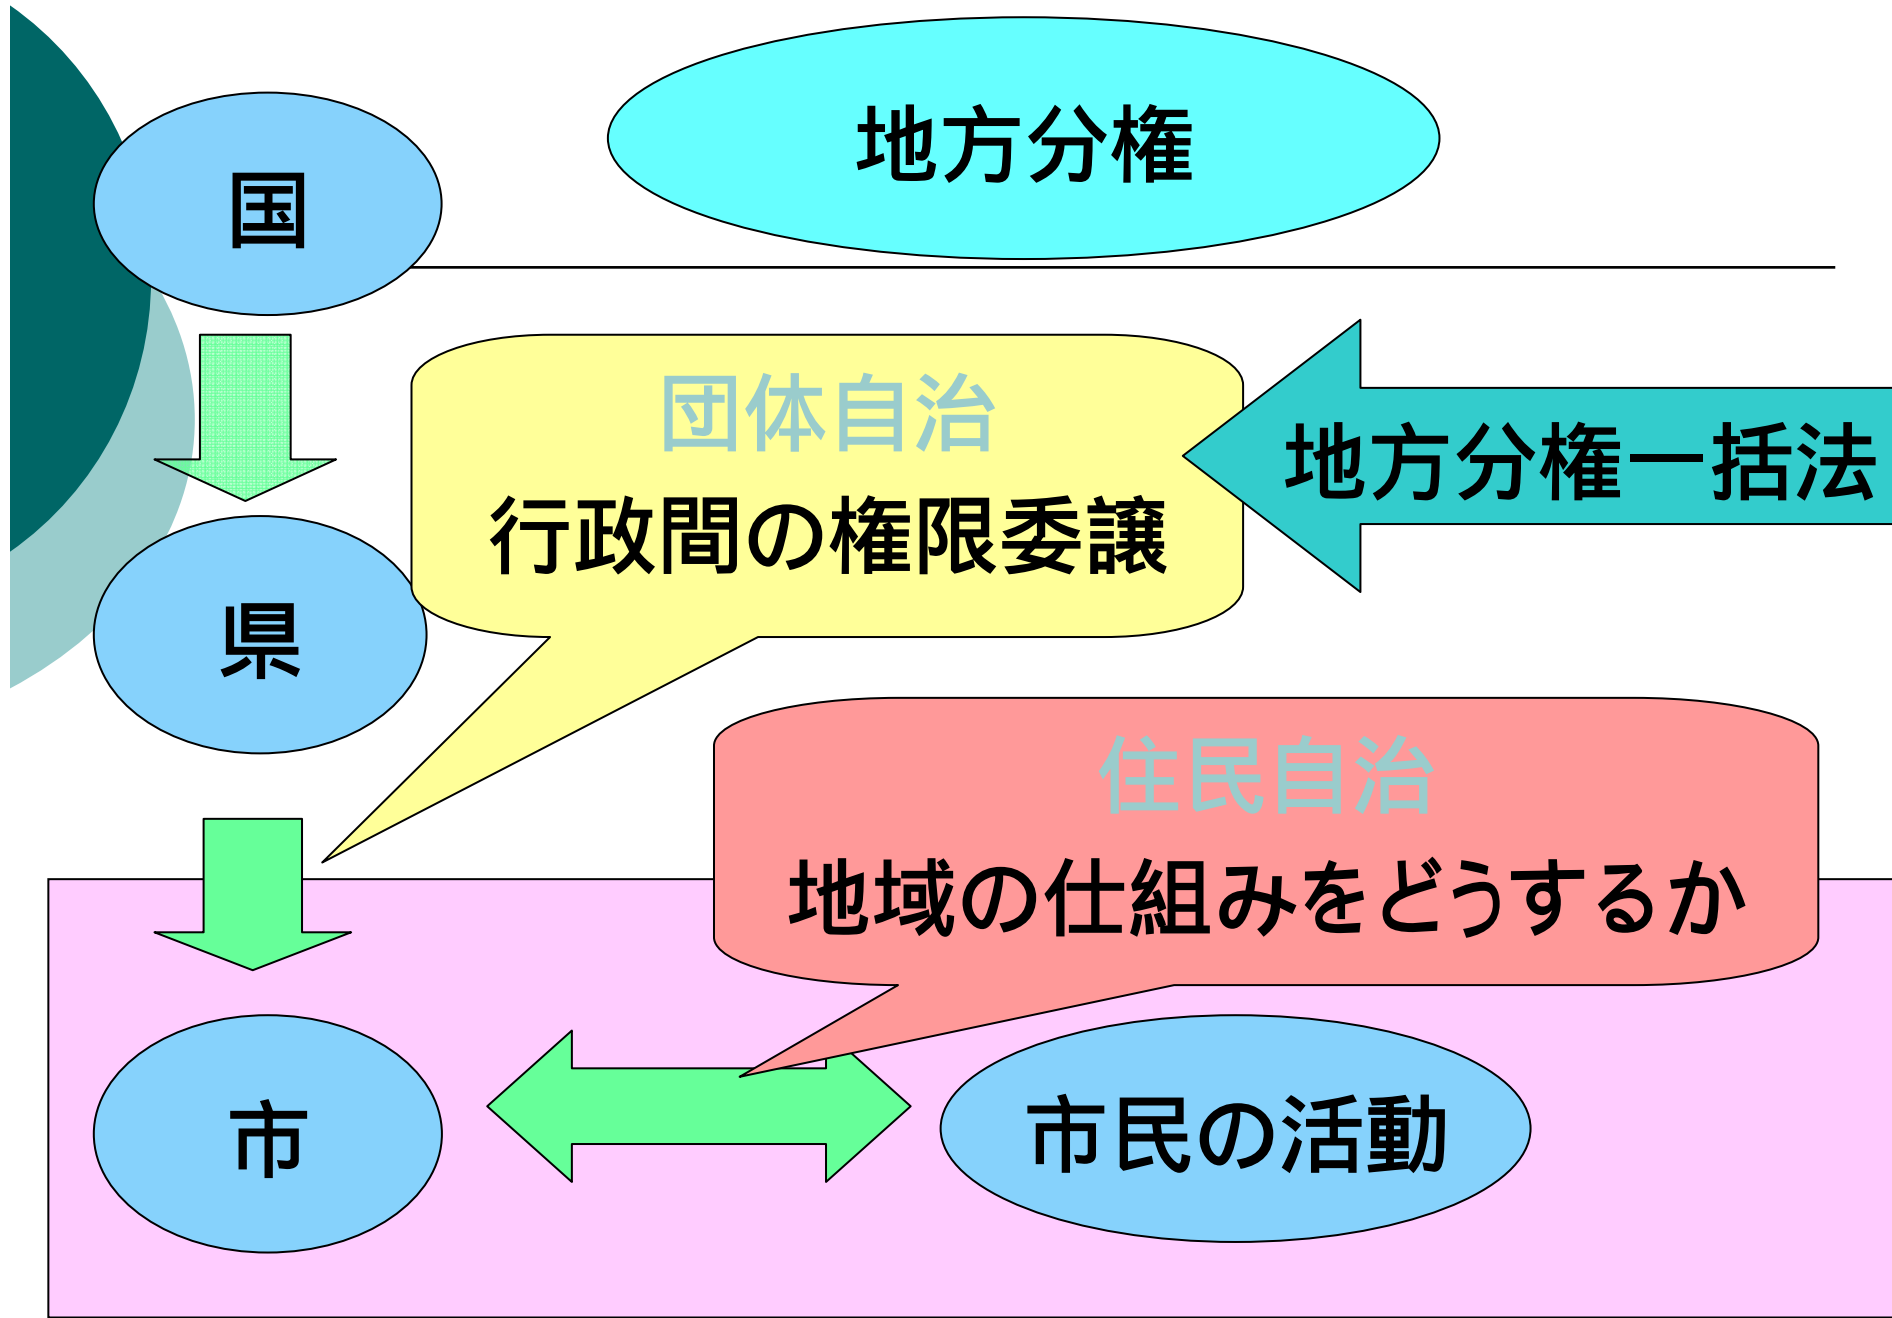 地方分権
国
団体自治
行政間の権限委譲
地方分権一括法
県
住民自治
地域の仕組みをどうするか
市
市民の活動